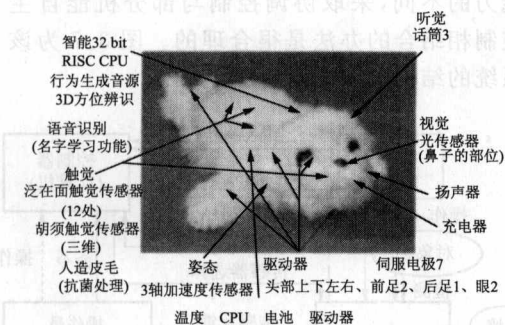 听觉
话筒3
智能32 bit
RISC CPU
行为生成音源
3D方位辨识
语音识别
(名字学习功能)
触觉
泛在面触觉传感器
(12处)
胡须触觉传感器
(三维)
人造皮毛
(抗菌处理)
视觉
光传感器
(鼻子的部位)
扬声器
充电器
姿态
3轴加速度传感器
驱动器
伺服电极7
头部上下左右、前足2、后足1、眼2
温度 CPU 电池 驱动器